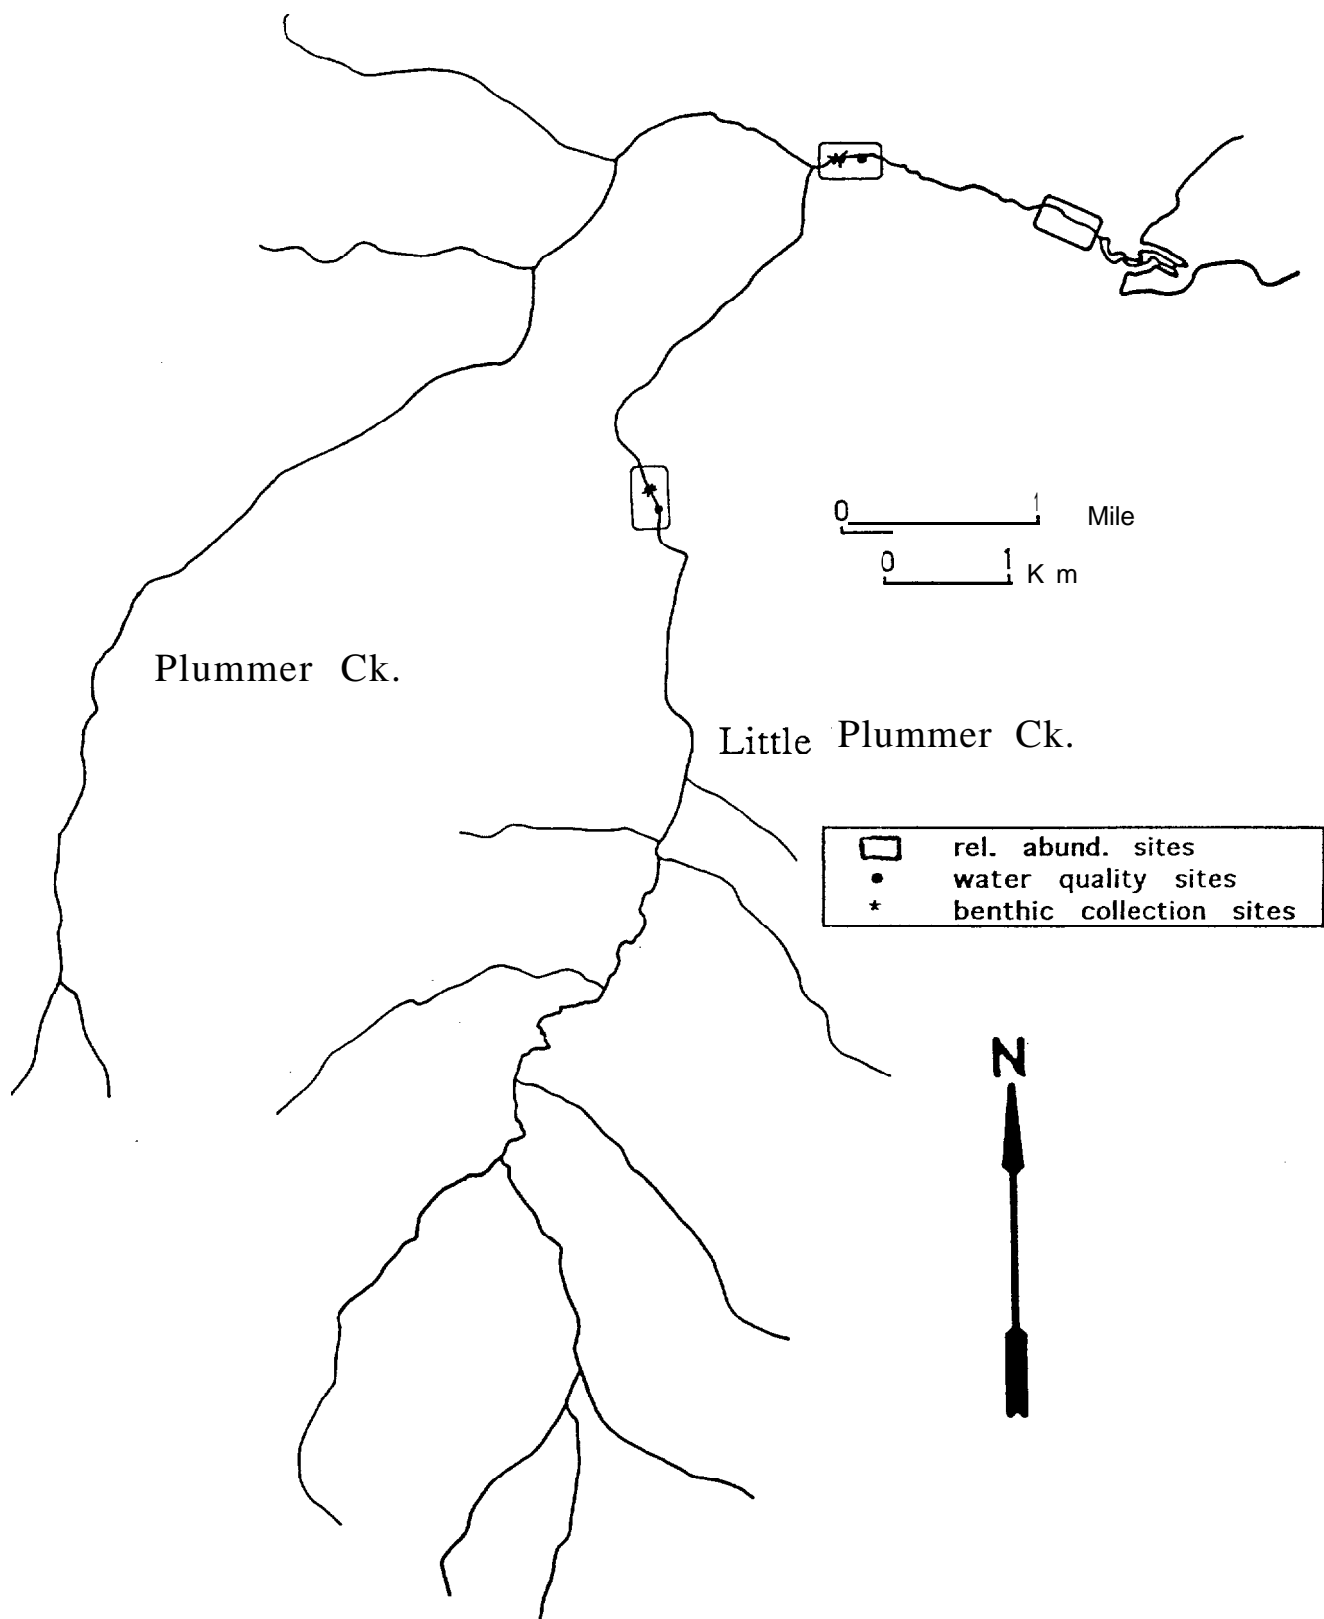 0 1 Mile
0 1 K m
Plummer Ck.
Little Plummer Ck.
rel. abund. sites
water quality sites
benthic collection sites
N